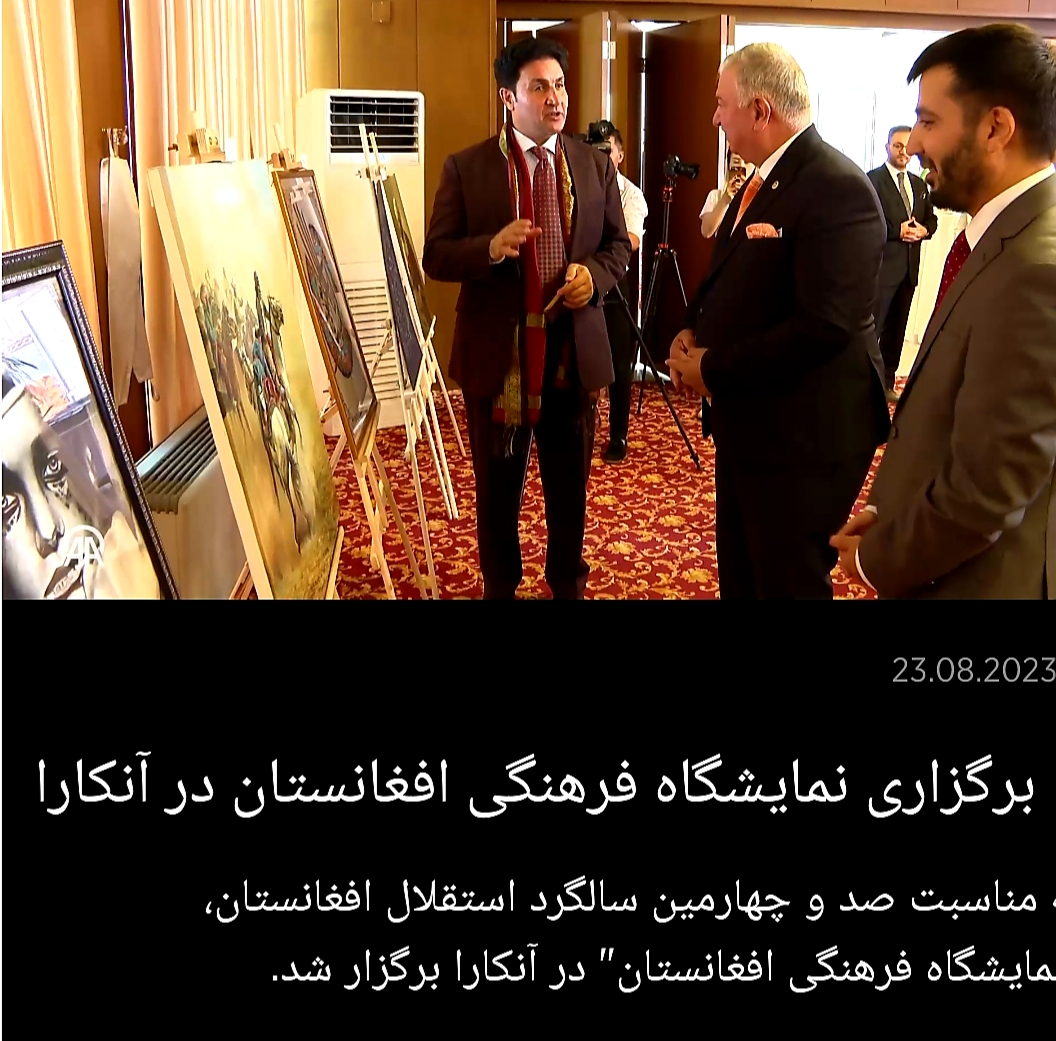 AA
23.08.2023
برگزاری نمایشگاه فرهنگی افغانستان در آنکارا
مناسبت صد و چهارمین سالگرد استقلال افغانستان،
فرهنگی افغانستان" در آنکارا برگزار شد.